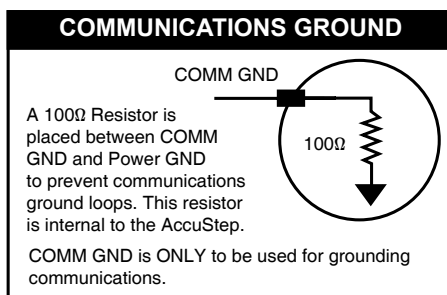 COMMUNICATIONS GROUND
COMM GND
A 100Ω Resistor is
placed between COMM
GND and Power GND
to prevent communications
ground loops. This resistor
is internal to the AccuStep.
100Ω
COMM GND is ONLY to be used for grounding
communications.